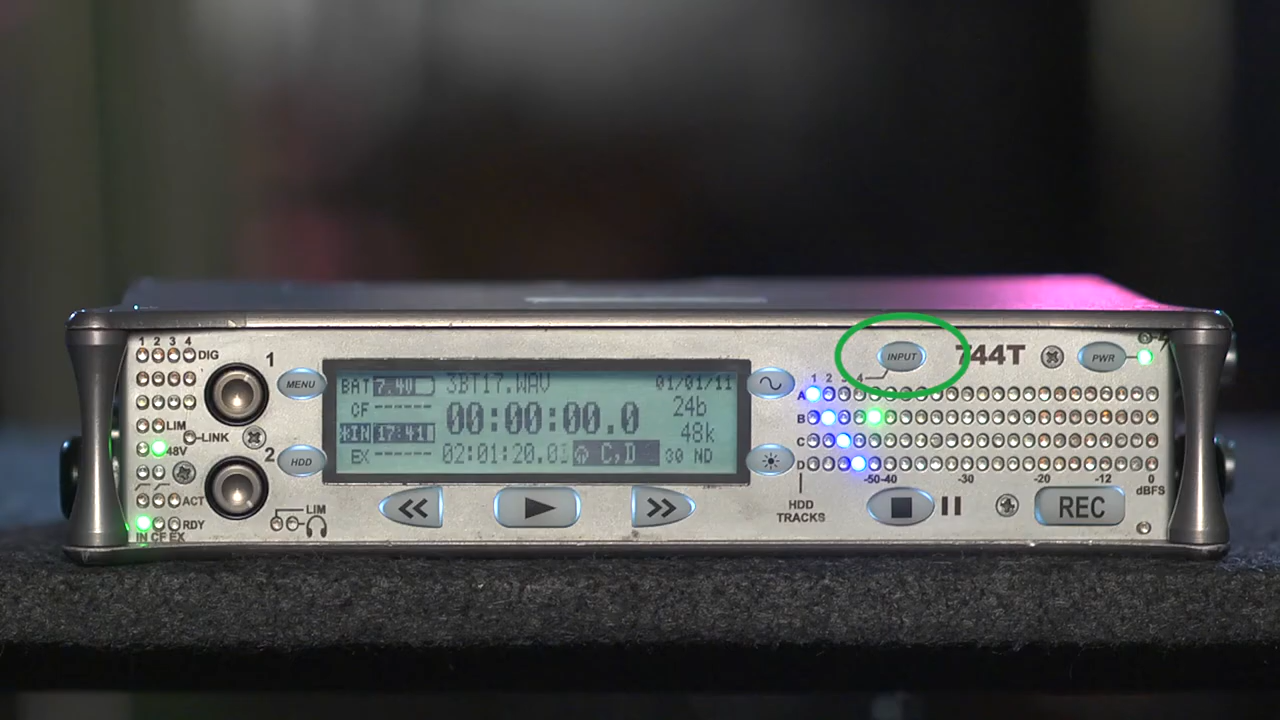 1 2 3 4
DIG
LIM
LINK
48V
ACT
RDY
IN CF EX
1
2
MENU
HDD
LIM
BAT 7.40 3BT17.WAV 01/01/11
CF ------ 00:00:00.0 24b
IN 17:41 48k
EX ----- 02:01:20.0 C,D 30 ND
INPUT
744T
PWR
1 2 3 4
A
B
C
D
-50 -40 -30 -20 -12 0
dBFS
HDD
TRACKS
REC